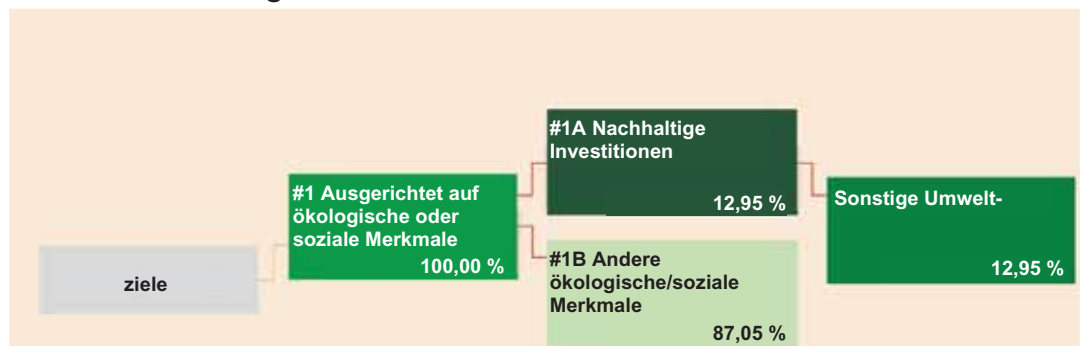 #1A Nachhaltige
Investitionen
12,95 %
#1 Ausgerichtet auf
ökologische oder
soziale Merkmale
100,00 %
Sonstige Umwelt-
12,95 %
ziele
#1B Andere
ökologische/soziale
Merkmale
87,05 %